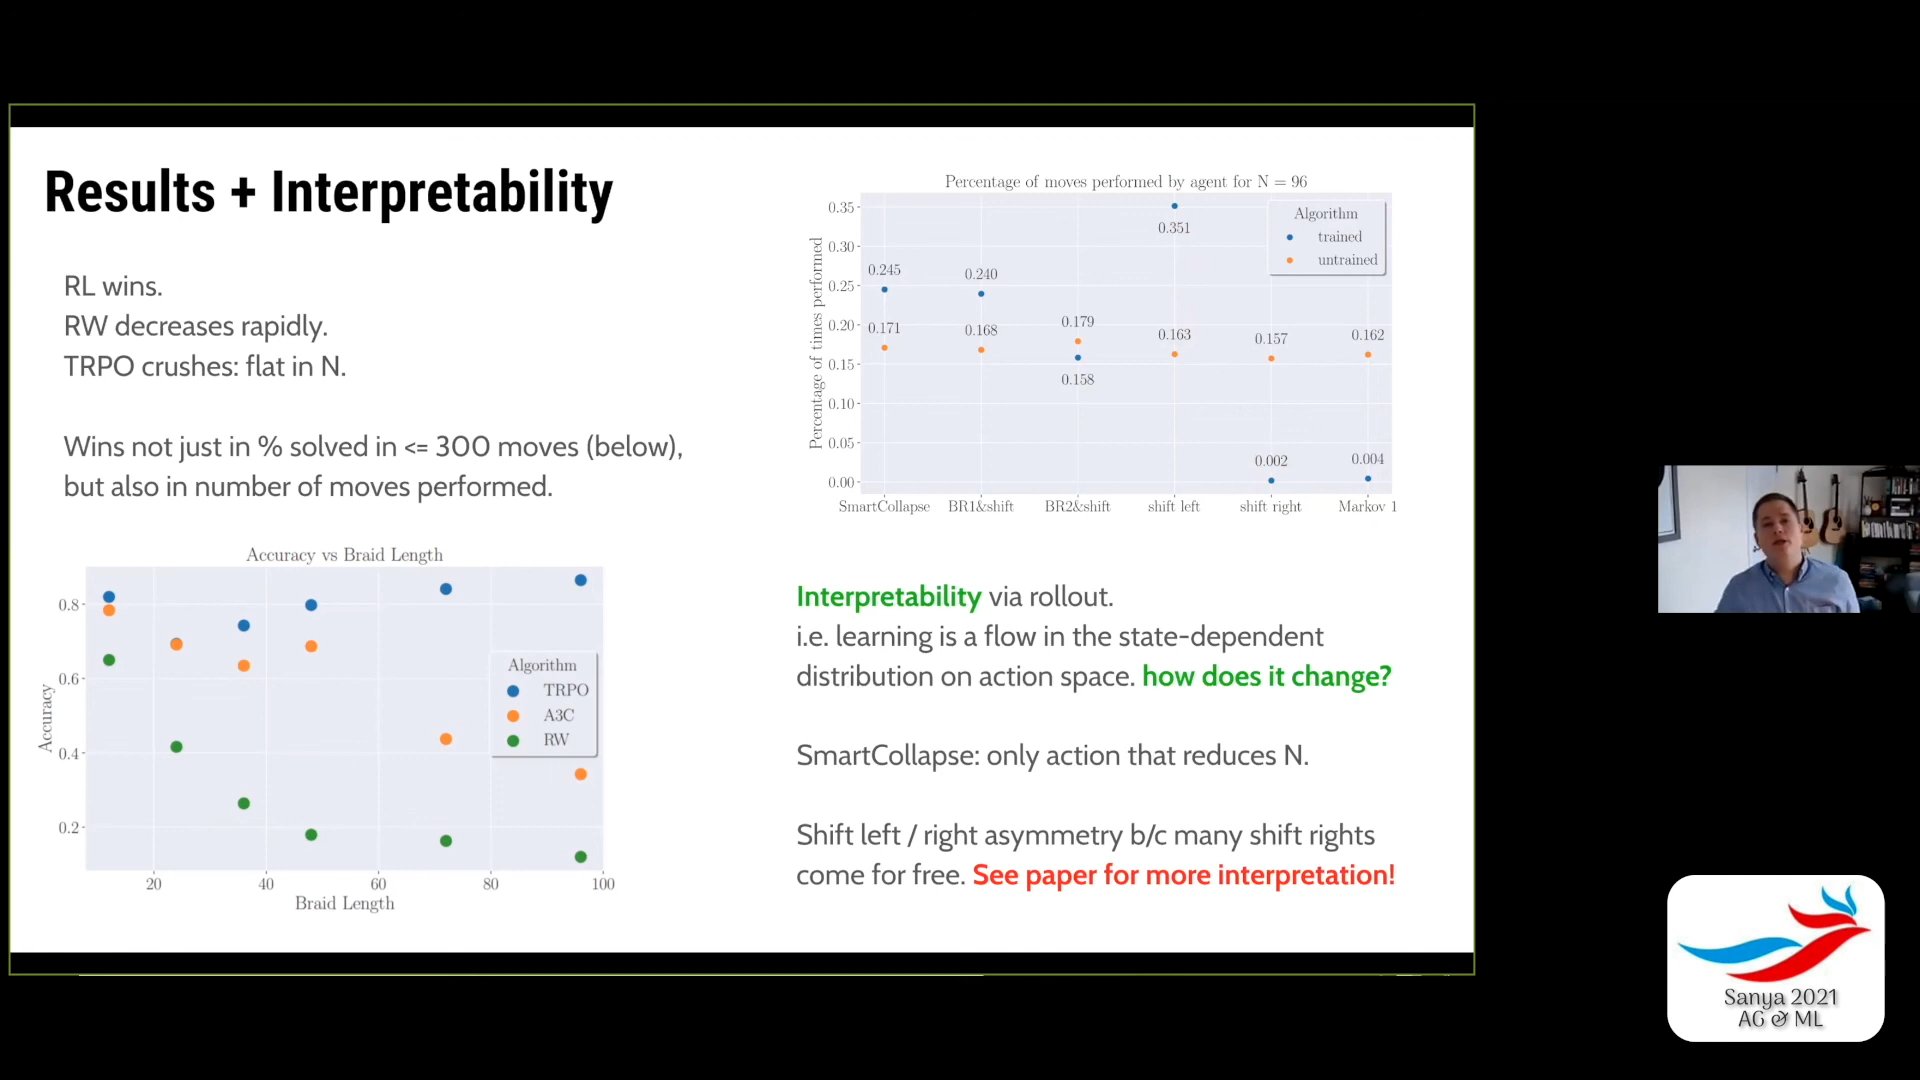 Results + Interpretability
RL wins.
RW decreases rapidly.
TRPO crushes: flat in N.
Wins not just in % solved in <= 300 moves (below),
but also in number of moves performed.
Accuracy vs Braid Length
Accuracy
0.8
0.6
0.4
0.2
20 40 60 80 100
Braid Length
Algorithm
TRPO
A3C
RW
Percentage of moves performed by agent for N = 96
Percentage of times performed
0.35
0.30
0.25
0.20
0.15
0.10
0.05
0.00
Algorithm
trained
untrained
0.351
0.245 0.240
0.171 0.168 0.179 0.163 0.157 0.162
0.158
0.002 0.004
SmartCollapse BR1&shift BR2&shift shift left shift right Markov 1
Interpretability via rollout.
i.e. learning is a flow in the state-dependent
distribution on action space. how does it change?
SmartCollapse: only action that reduces N.
Shift left / right asymmetry b/c many shift rights
come for free. See paper for more interpretation!
Sanya 2021
AG & ML